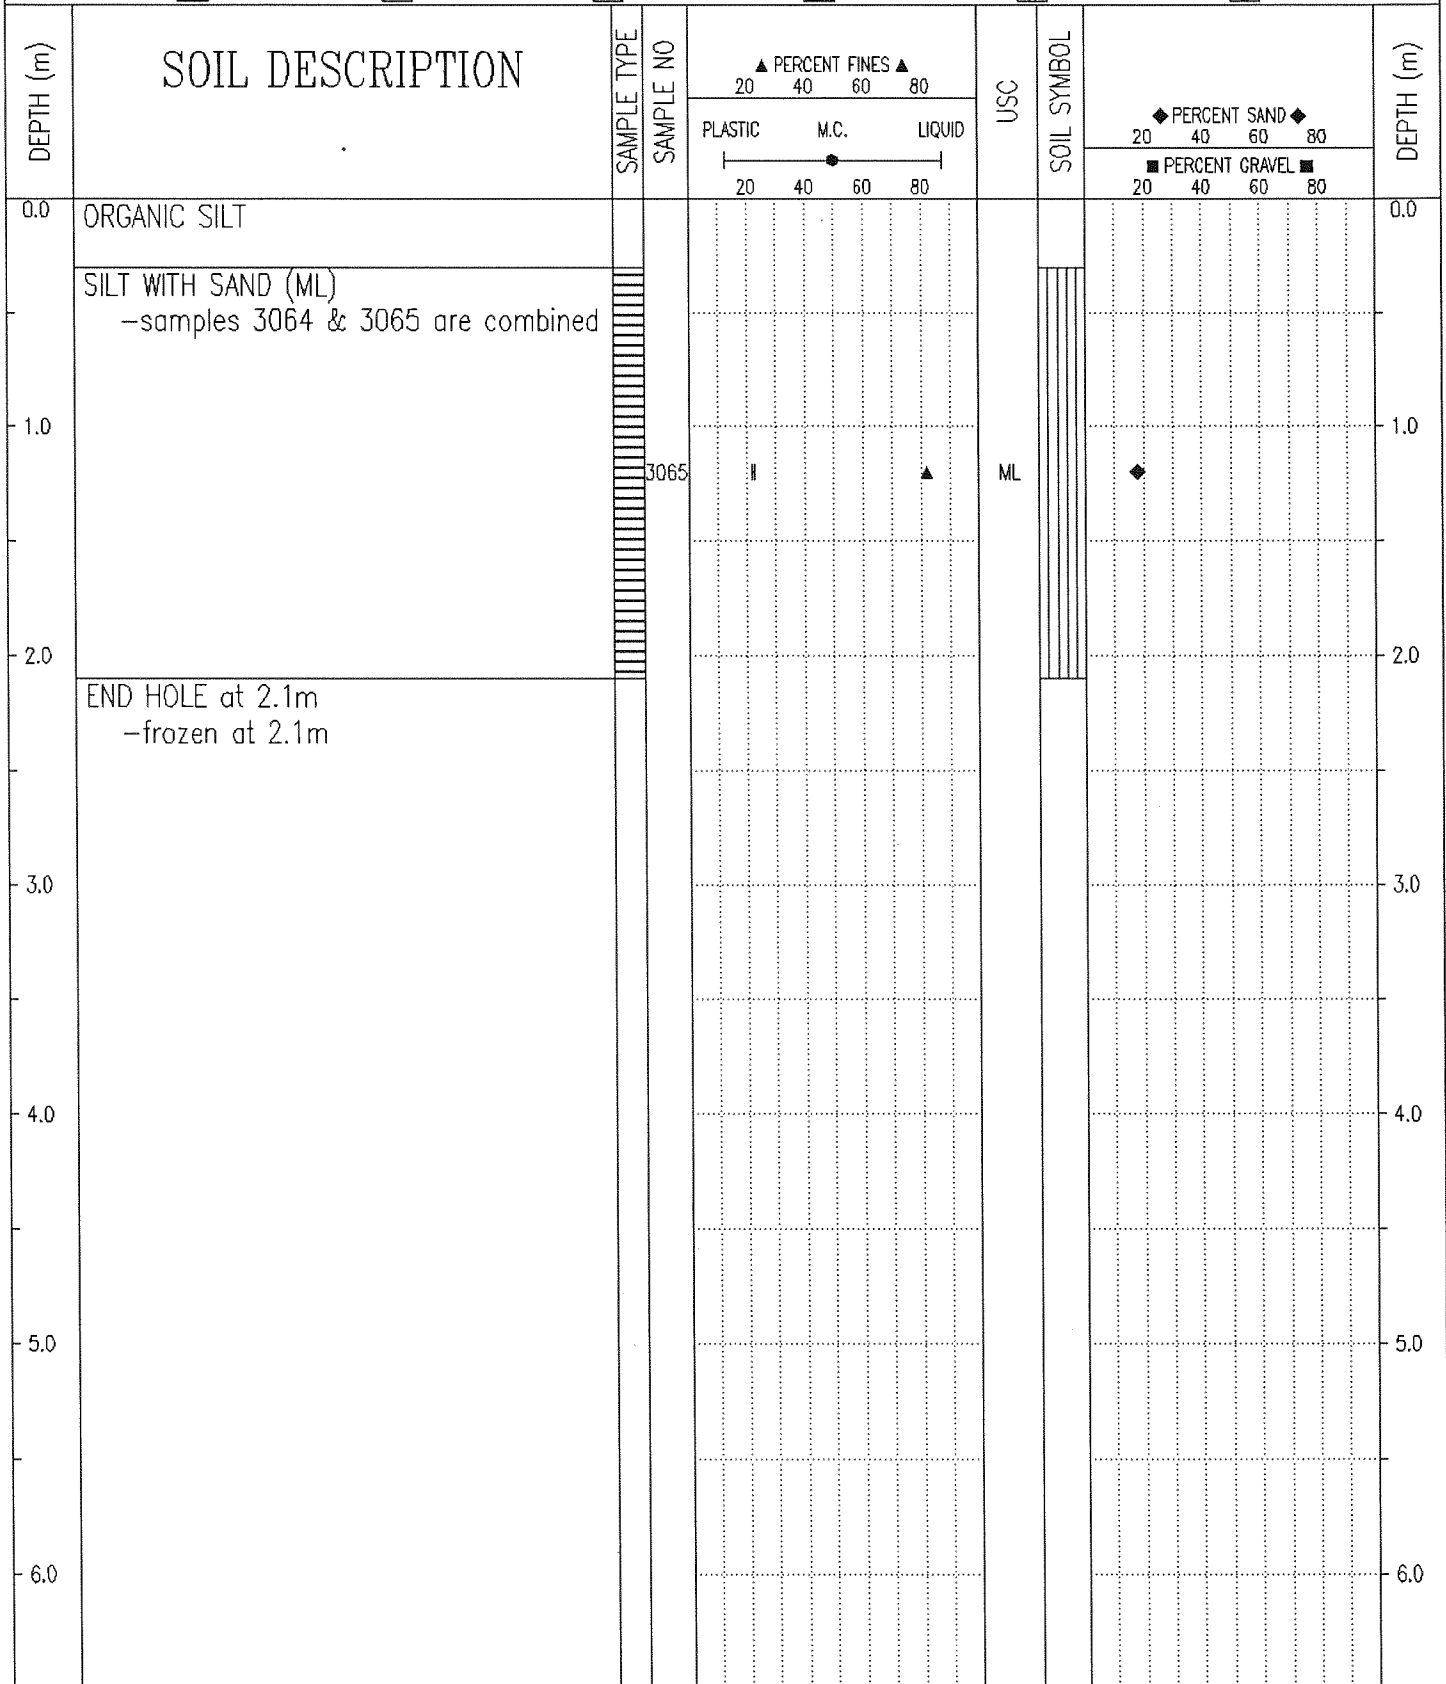 DEPTH (m)
SOIL DESCRIPTION
SAMPLE TYPE
SAMPLE NO
▲ PERCENT FINES ▲
20 40 60 80
PLASTIC M.C. LIQUID
20 40 60 80
USC
SOIL SYMBOL
◆ PERCENT SAND ◆
20 40 60 80
■ PERCENT GRAVEL ■
20 40 60 80
DEPTH (m)
0.0 ORGANIC SILT 0.0
SILT WITH SAND (ML)
-samples 3064 & 3065 are combined
1.0 1.0
3065 ML
2.0 2.0
END HOLE at 2.1m
-frozen at 2.1m
3.0 3.0
4.0 4.0
5.0 5.0
6.0 6.0